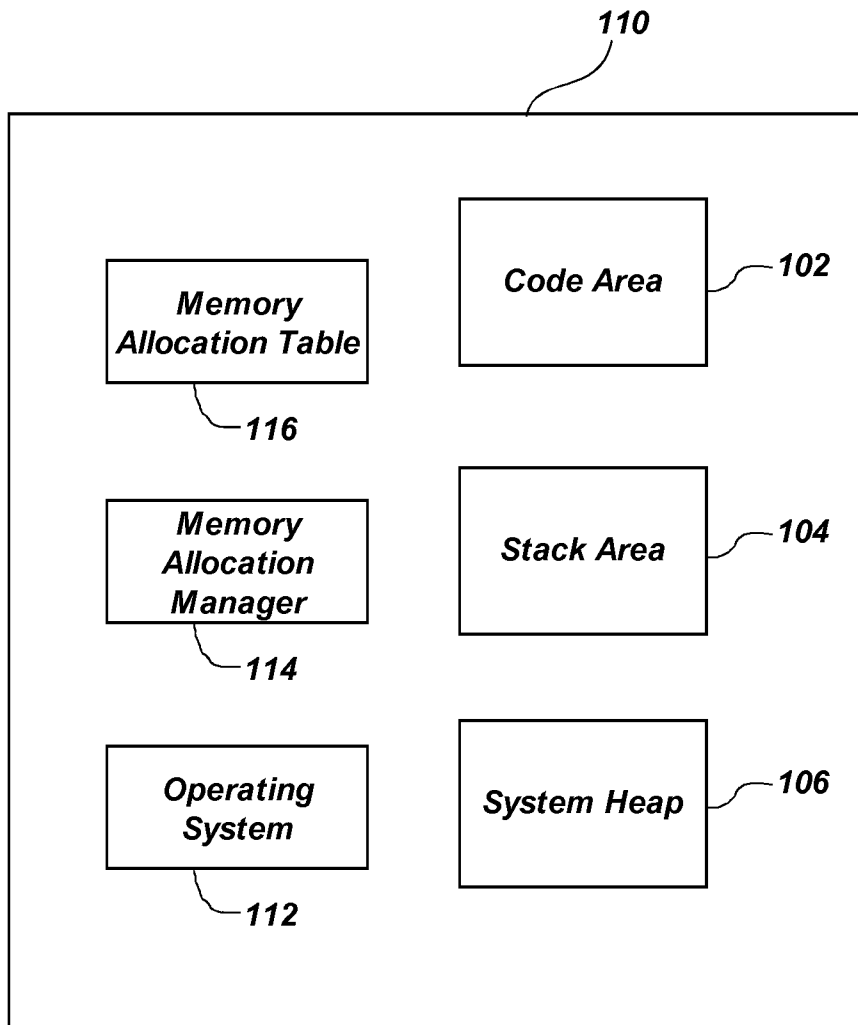 110
Code Area
102
Memory
Allocation Table
116
Stack Area
104
Memory
Allocation
Manager
114
System Heap
106
Operating
System
112